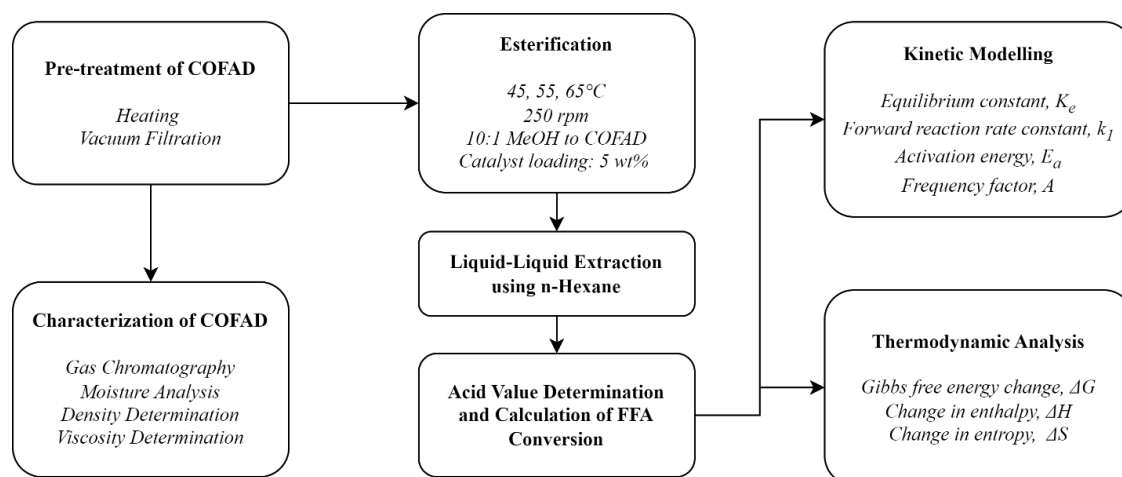 Pre-treatment of COFAD
Heating
Vacuum Filtration
Characterization of COFAD
Gas Chromatography
Moisture Analysis
Density Determination
Viscosity Determination
Esterification
45, 55, 65°C
250 rpm
10:1 MeOH to COFAD
Catalyst loading: 5 wt%
Liquid-Liquid Extraction
using n-Hexane
Acid Value Determination
and Calculation of FFA
Conversion
Kinetic Modelling
Equilibrium constant, Ke
Forward reaction rate constant, k1
Activation energy, Ea
Frequency factor, A
Thermodynamic Analysis
Gibbs free energy change, ΔG
Change in enthalpy, ΔH
Change in entropy, ΔS